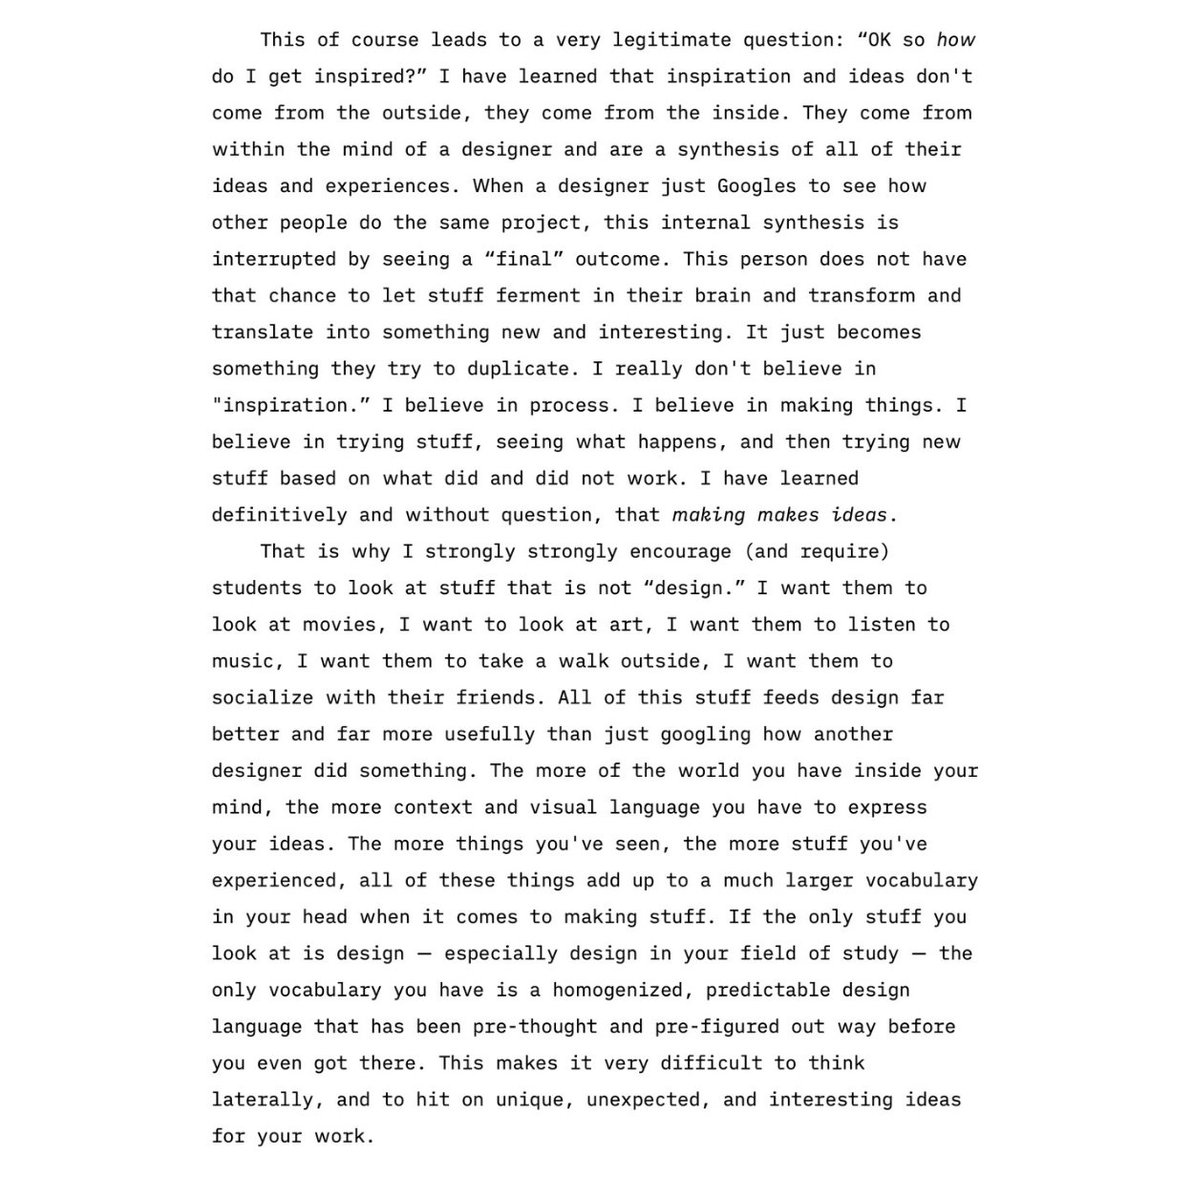 This of course leads to a very legitimate question: “OK so how
do I get inspired?” I have learned that inspiration and ideas don't
come from the outside, they come from the inside. They come from
within the mind of a designer and are a synthesis of all of their
ideas and experiences. When a designer just Googles to see how
other people do the same project, this internal synthesis is
interrupted by seeing a “final” outcome. This person does not have
that chance to let stuff ferment in their brain and transform and
translate into something new and interesting. It just becomes
something they try to duplicate. I really don't believe in
"inspiration.” I believe in process. I believe in making things. I
believe in trying stuff, seeing what happens, and then trying new
stuff based on what did and did not work. I have learned
definitively and without question, that making makes ideas.
That is why I strongly strongly encourage (and require)
students to look at stuff that is not “design.” I want them to
look at movies, I want to look at art, I want them to listen to
music, I want them to take a walk outside, I want them to
socialize with their friends. All of this stuff feeds design far
better and far more usefully than just googling how another
designer did something. The more of the world you have inside your
mind, the more context and visual language you have to express
your ideas. The more things you've seen, the more stuff you've
experienced, all of these things add up to a much larger vocabulary
in your head when it comes to making stuff. If the only stuff you
look at is design — especially design in your field of study — the
only vocabulary you have is a homogenized, predictable design
language that has been pre-thought and pre-figured out way before
you even got there. This makes it very difficult to think
laterally, and to hit on unique, unexpected, and interesting ideas
for your work.